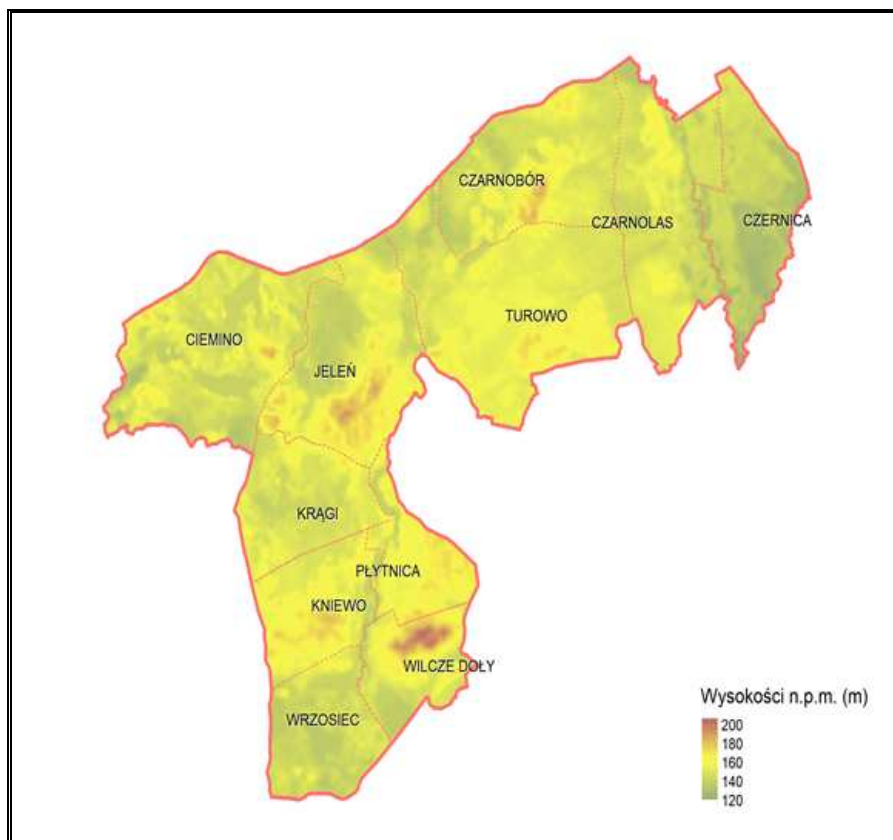 CZARNOBÓR
CZARNOLAS
CZERNICA
TUROWO
CIEMINO
JELEŃ
KRĄGI
PŁYTNICA
KNIEWO
WILCZE DOŁY
WRZOSIEC
Wysokości n.p.m. (m)
200
180
160
140
120